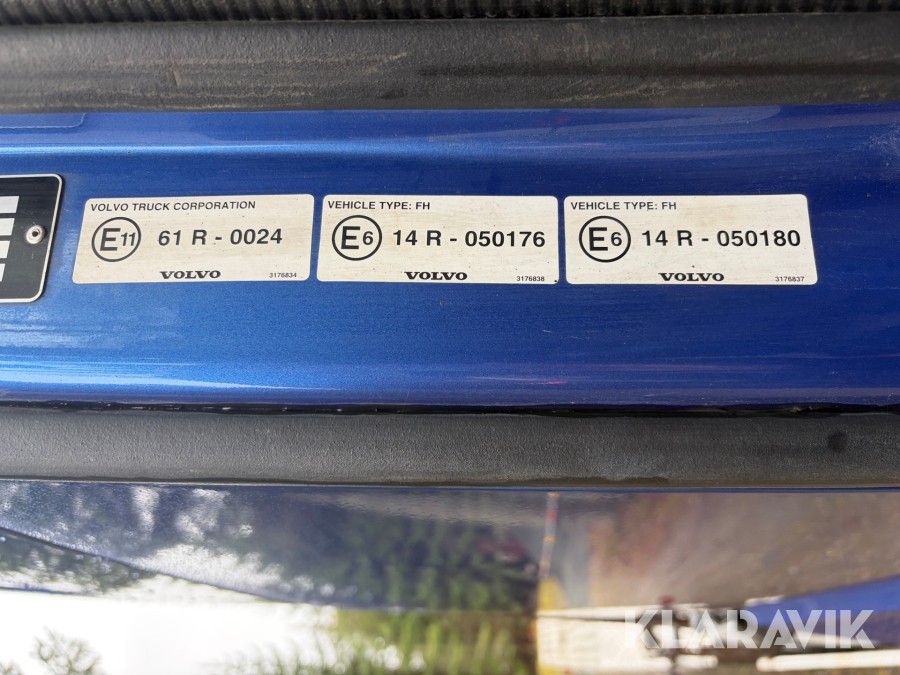 VOLVO TRUCK CORPORATION
E11 61 R - 0024
VOLVO 3176834
VEHICLE TYPE: FH
E6 14 R - 050176
VOLVO 3176838
VEHICLE TYPE: FH
E6 14 R - 050180
VOLVO 3176837
KLARAVIK